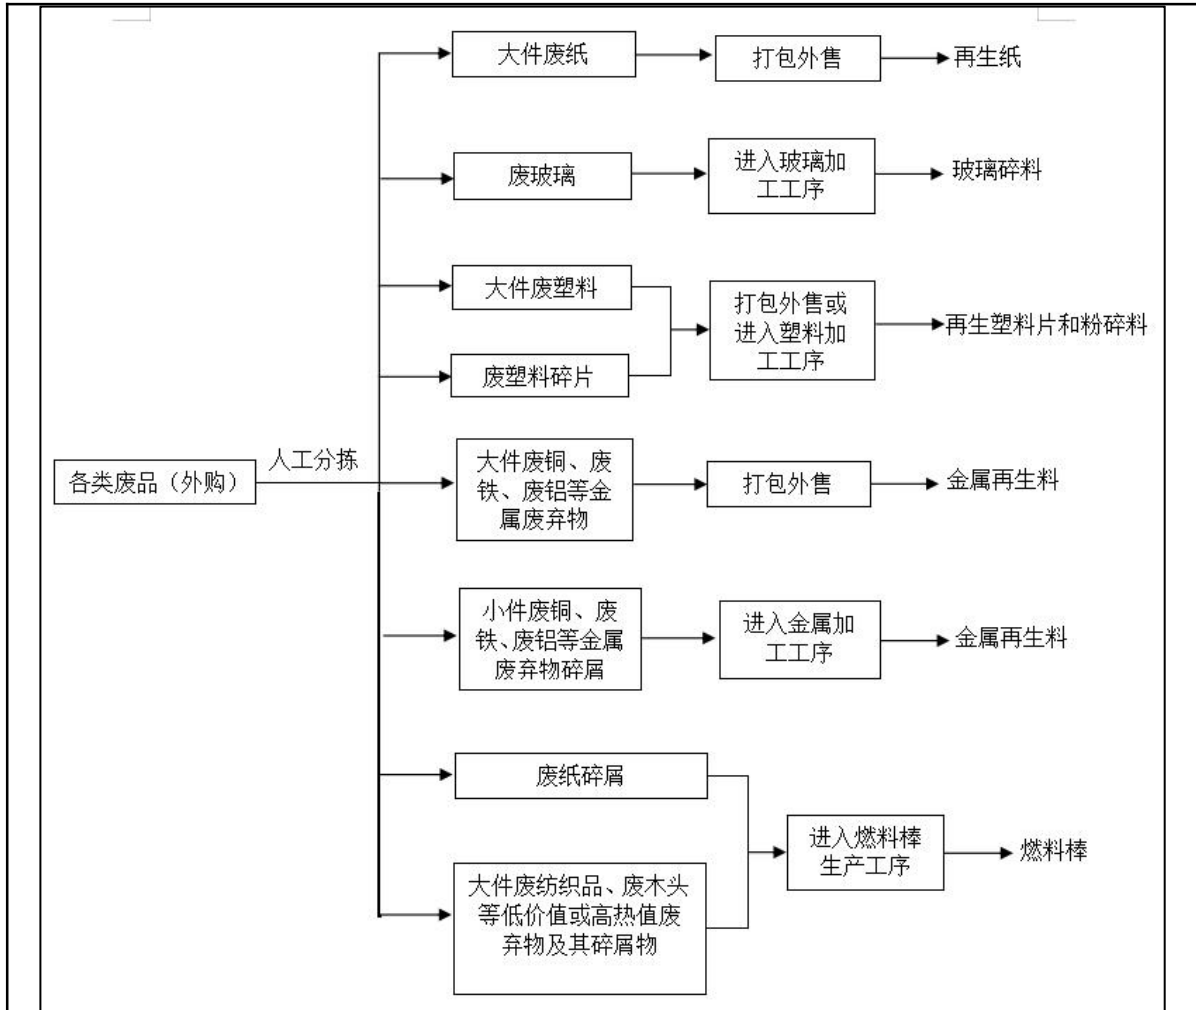 大件废纸
打包外售
再生纸
废玻璃
进入玻璃加
工工序
玻璃碎料
大件废塑料
废塑料碎片
打包外售或
进入塑料加
工工序
再生塑料片和粉碎料
各类废品（外购）
人工分拣
大件废铜、废
铁、废铝等金
属废弃物
打包外售
金属再生料
小件废铜、废
铁、废铝等金属
废弃物碎屑
进入金属加
工工序
金属再生料
废纸碎屑
大件废纺织品、废木头
等低价值或高热值废
弃物及其碎屑物
进入燃料棒
生产工序
燃料棒